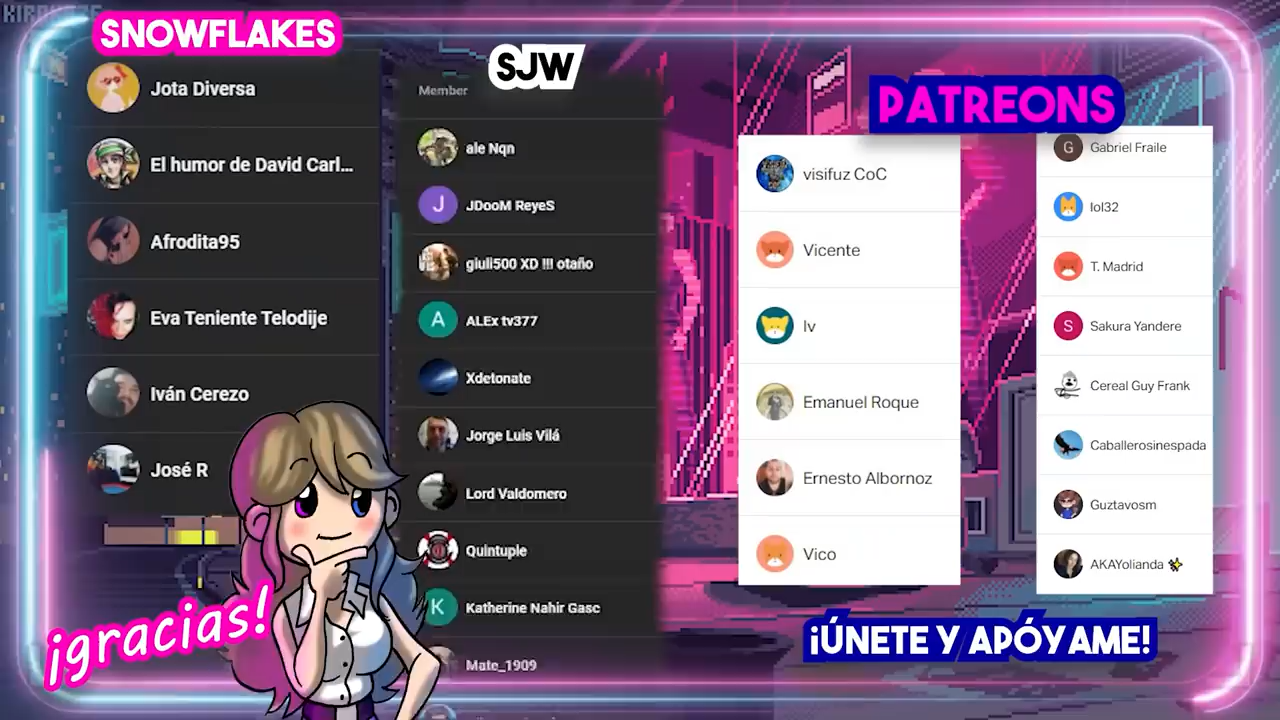 SNOWFLAKES
Jota Diversa
El humor de David Carl...
Afrodita95
Eva Teniente Telodije
Iván Cerezo
José R
¡gracias!
SJW
Member
ale Nqn
J
JDooM ReyeS
giuli500 XD !!! otaño
A
ALEx tv377
Xdetonate
Jorge Luis Vilá
Lord Valdomero
Quintuple
K
Katherine Nahir Gasc
Mate_1909
PATREONS
visifuz CoC
Vicente
Iv
Emanuel Roque
Ernesto Albornoz
Vico
G
Gabriel Fraile
lol32
T. Madrid
S
Sakura Yandere
Cereal Guy Frank
Caballerosinespada
Guztavosm
AKAYolianda ✨
¡ÚNETE Y APÓYAME!